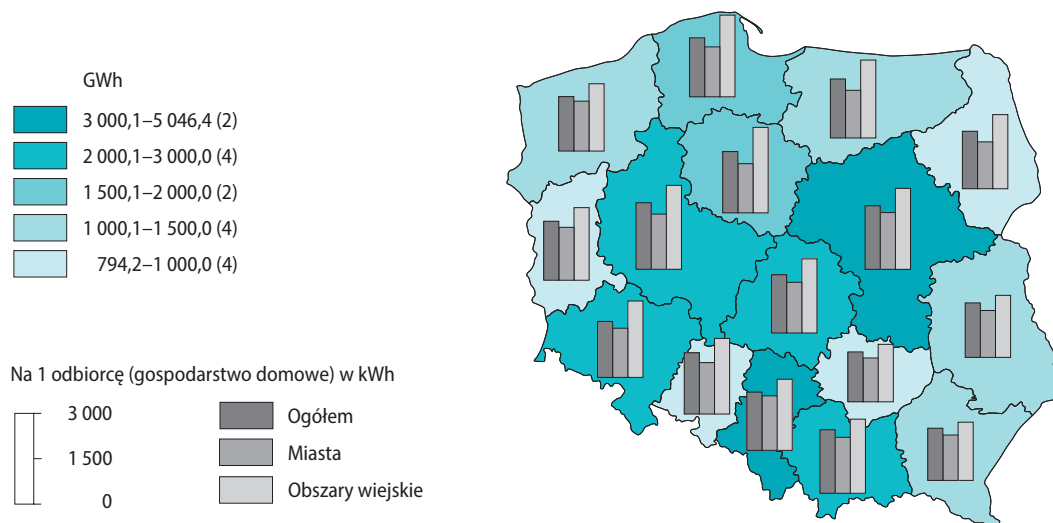 GWh
3 000,1–5 046,4 (2)
2 000,1–3 000,0 (4)
1 500,1–2 000,0 (2)
1 000,1–1 500,0 (4)
794,2–1 000,0 (4)
Na 1 odbiorcę (gospodarstwo domowe) w kWh
3 000
1 500
0
Ogółem
Miasta
Obszary wiejskie